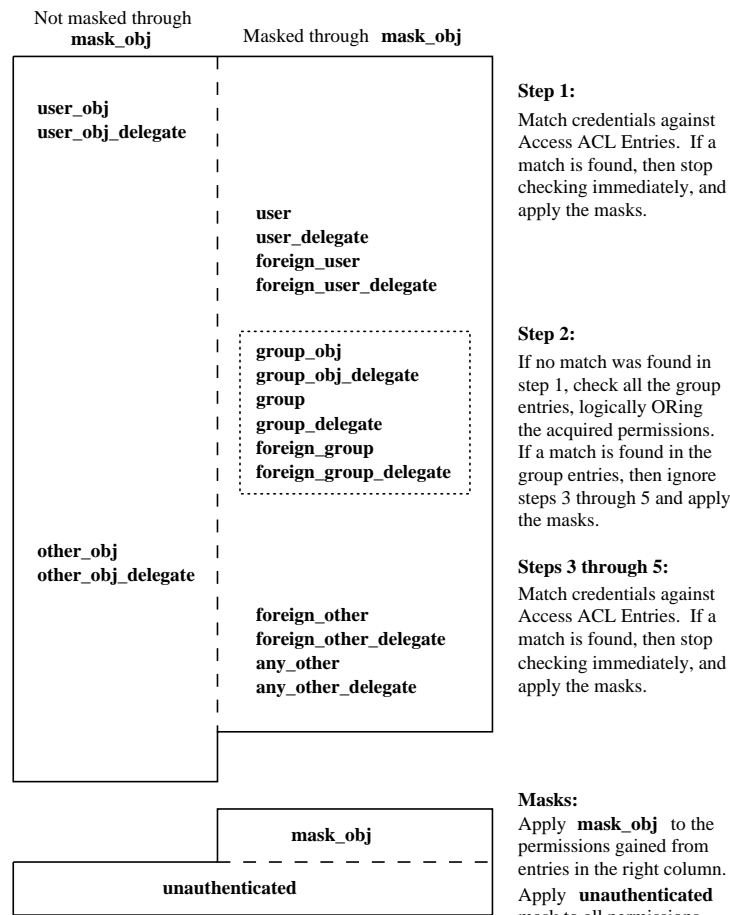 Not masked through
mask_obj
Masked through mask_obj
user_obj
user_obj_delegate
user
user_delegate
foreign_user
foreign_user_delegate
group_obj
group_obj_delegate
group
group_delegate
foreign_group
foreign_group_delegate
other_obj
other_obj_delegate
foreign_other
foreign_other_delegate
any_other
any_other_delegate
mask_obj
unauthenticated
Step 1:
Match credentials against
Access ACL Entries. If a
match is found, then stop
checking immediately, and
apply the masks.
Step 2:
If no match was found in
step 1, check all the group
entries, logically ORing
the acquired permissions.
If a match is found in the
group entries, then ignore
steps 3 through 5 and apply
the masks.
Steps 3 through 5:
Match credentials against
Access ACL Entries. If a
match is found, then stop
checking immediately, and
apply the masks.
Masks:
Apply mask_obj to the
permissions gained from
entries in the right column.
Apply unauthenticated
mask to all permissions